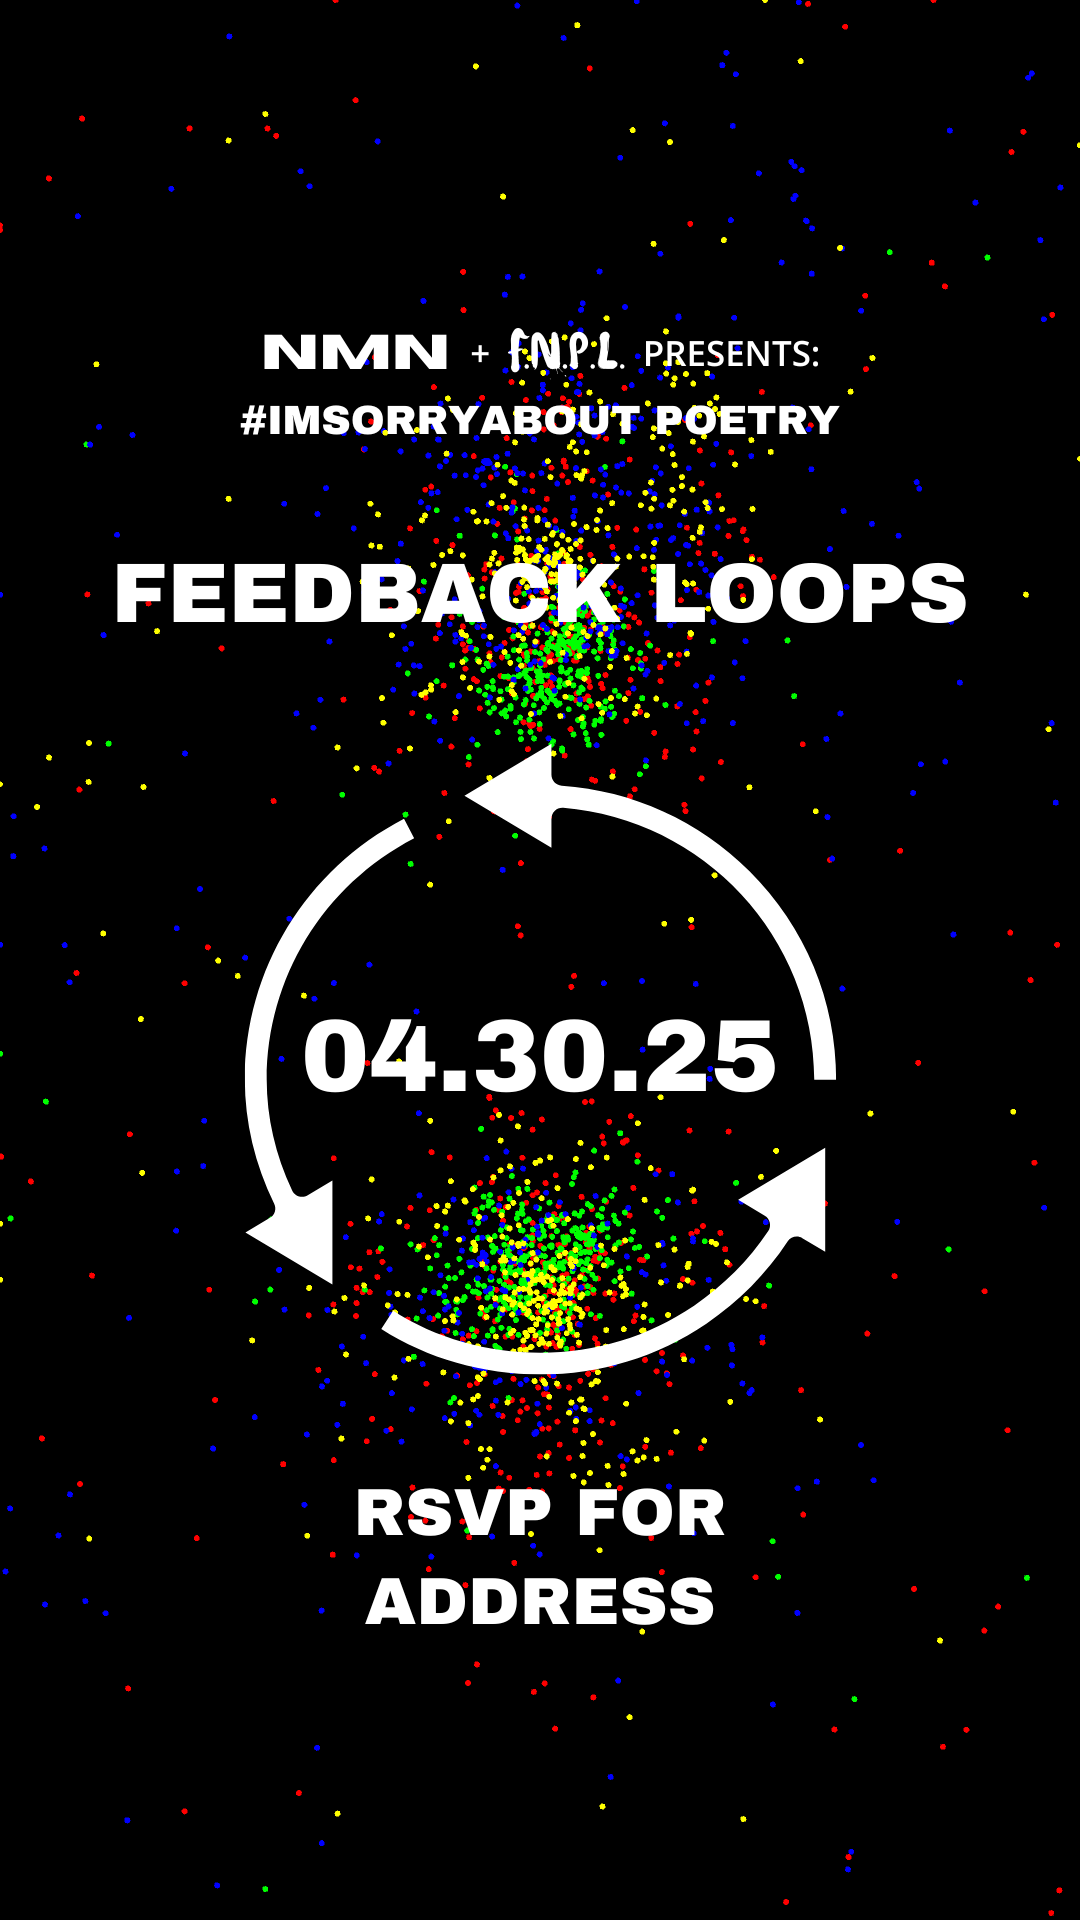 NMN + F.N.P.L. PRESENTS:
#IMSORRYABOUT POETRY
FEEDBACK LOOPS
04.30.25
RSVP FOR
ADDRESS